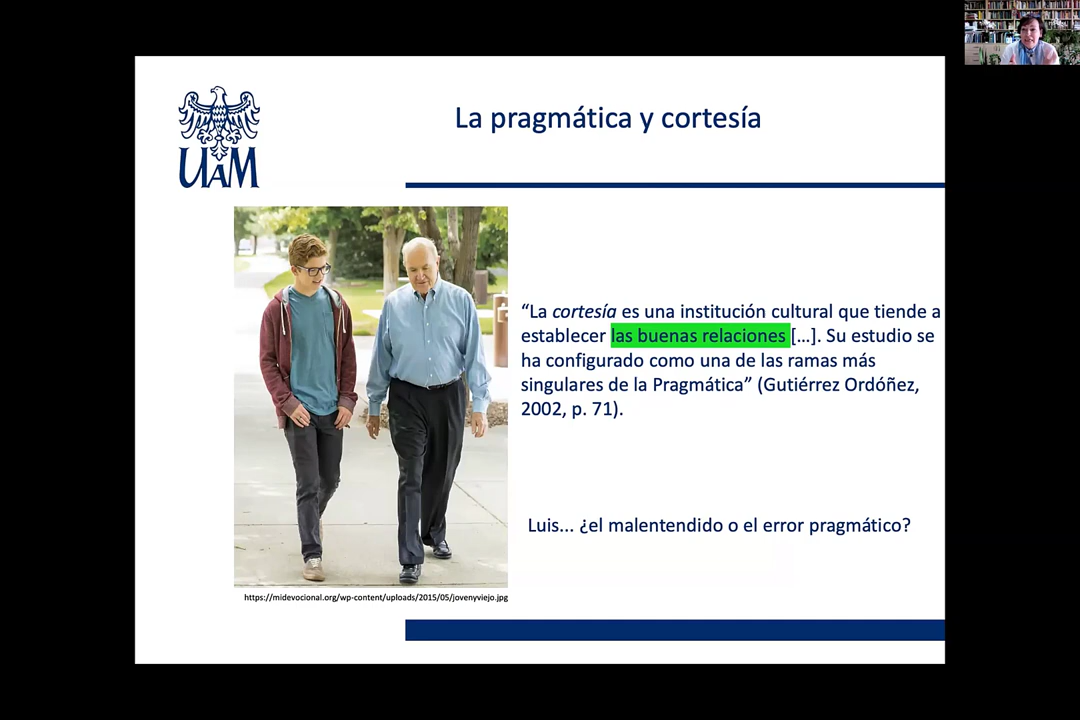 UAM
La pragmática y cortesía
“La cortesía es una institución cultural que tiende a
establecer las buenas relaciones [...]. Su estudio se
ha configurado como una de las ramas más
singulares de la Pragmática” (Gutiérrez Ordóñez,
2002, p. 71).
Luis... ¿el malentendido o el error pragmático?
https://midevocional.org/wp-content/uploads/2015/05/jovenyviejo.jpg